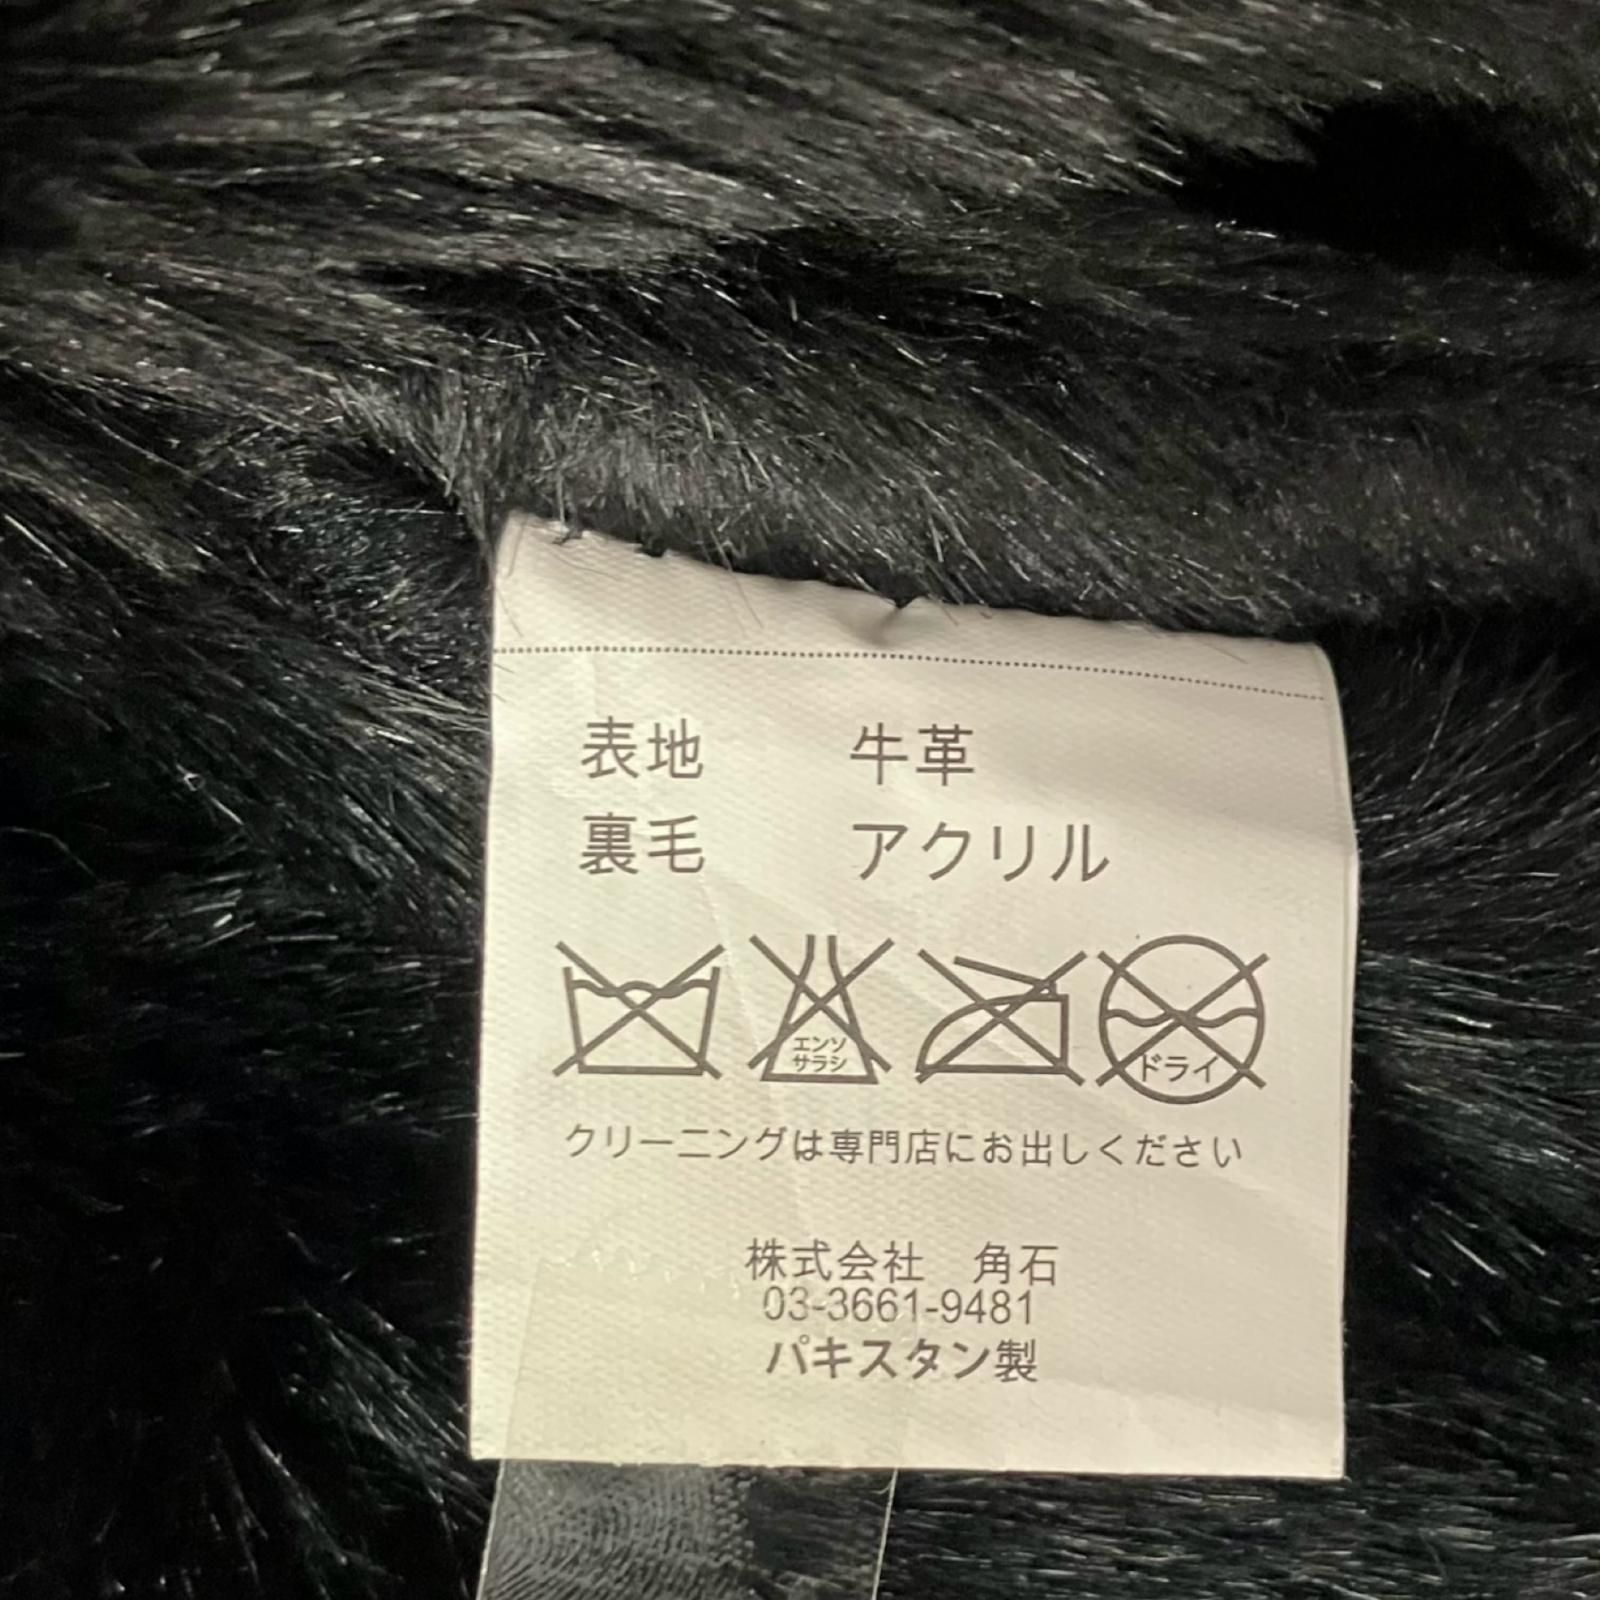 表地 牛革
裏毛 アクリル
エンソ
サラシ
ドライ
クリーニングは専門店にお出しください
株式会社 角石
03-3661-9481
パキスタン製